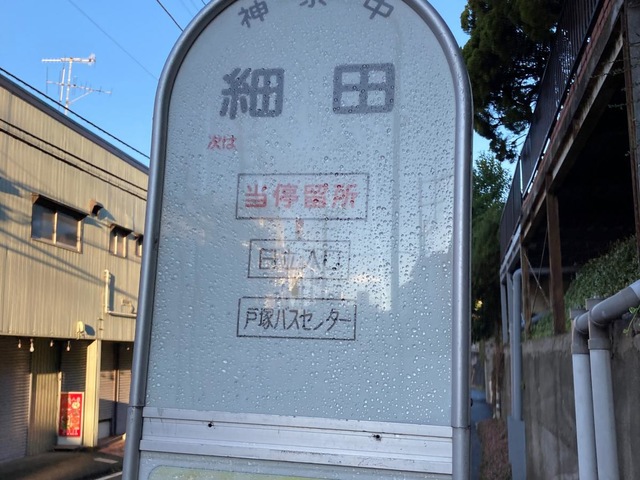 神奈中
細田
次は
当停留所
日立入口
戸塚バスセンター